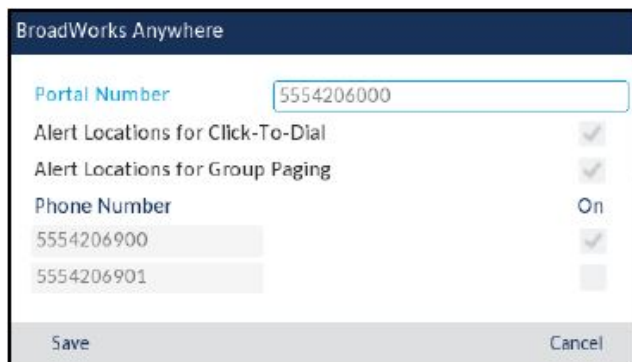 BroadWorks Anywhere
Portal Number 5554206000
Alert Locations for Click-To-Dial
Alert Locations for Group Paging
Phone Number On
5554206900
5554206901
Save Cancel